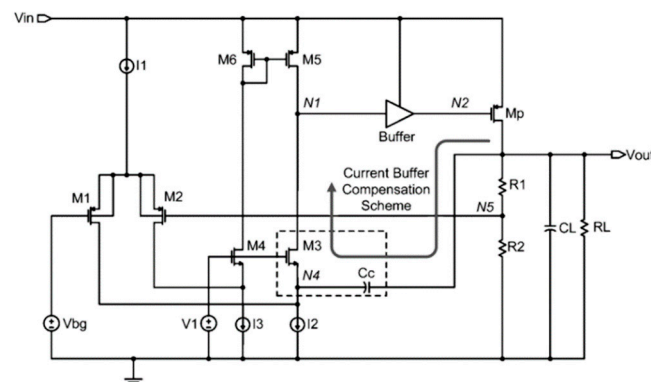 Vin
I1
M6
M5
N1
N2
Mp
Buffer
Vout
Current Buffer
Compensation
Scheme
R1
M1
M2
N5
CL
RL
M4
M3
R2
N4
Cc
Vbg
V1
I3
I2